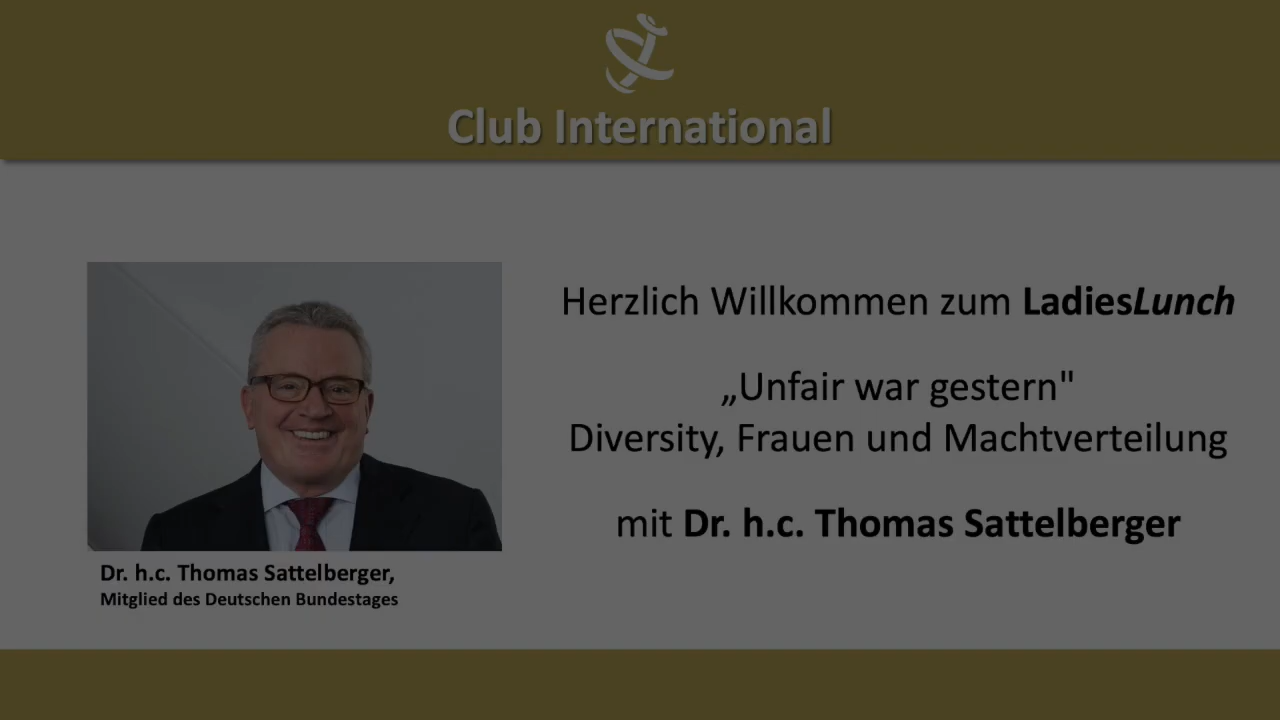 Club International
Herzlich Willkommen zum LadiesLunch
„Unfair war gestern"
Diversity, Frauen und Machtverteilung
mit Dr. h.c. Thomas Sattelberger
Dr. h.c. Thomas Sattelberger,
Mitglied des Deutschen Bundestages